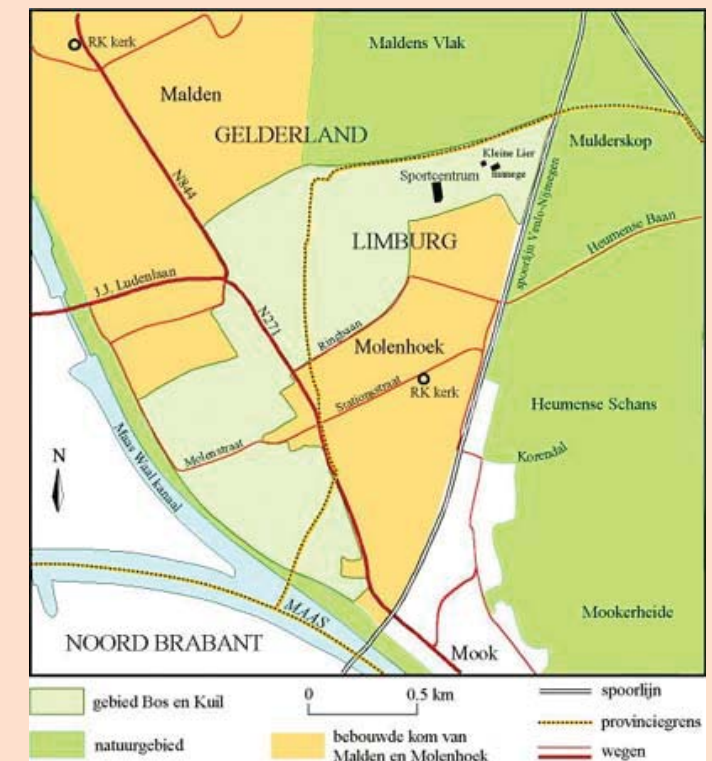 RK kerk
Maldens Vlak
Malden
GELDERLAND
Mulderskop
Kleine Lier
Sportcentrum
N844
LIMBURG
spoorlijn Venlo-Nijmegen
Heumense Baan
J.J. Ludenlaan
N271
Ringbaan
Molenhoek
Stationsstraat
RK kerk
Heumense Schans
Molenstraat
Korendal
N
Maas Waal kanaal
MAAS
Mookerheide
NOORD BRABANT
Mook
gebied Bos en Kuil
0 0.5 km
spoorlijn
provinciegrens
natuurgebied
bebouwde kom van
Malden en Molenhoek
wegen